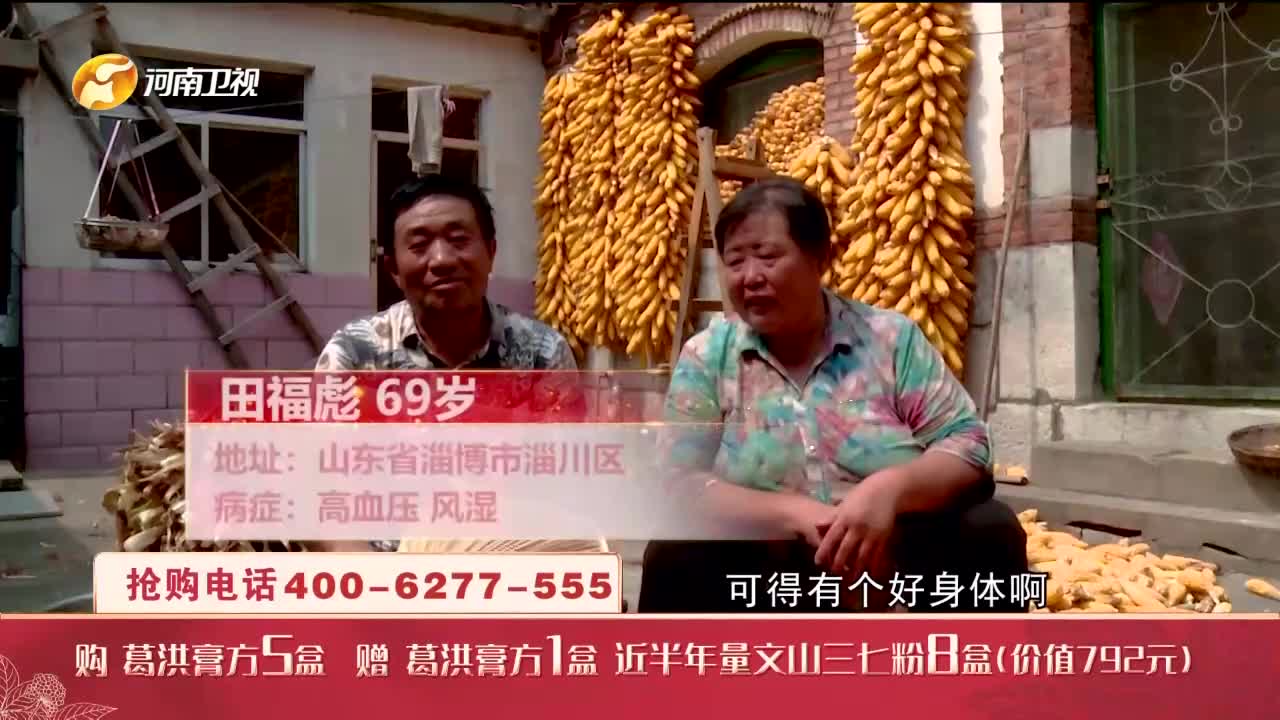 河南卫视
田福彪 69岁
地址：山东省淄博市淄川区
病症：高血压 风湿
抢购电话400-6277-555
可得有个好身体啊
购 葛洪膏方5盒 赠 葛洪膏方1盒 近半年量文山三七粉8盒(价值792元)